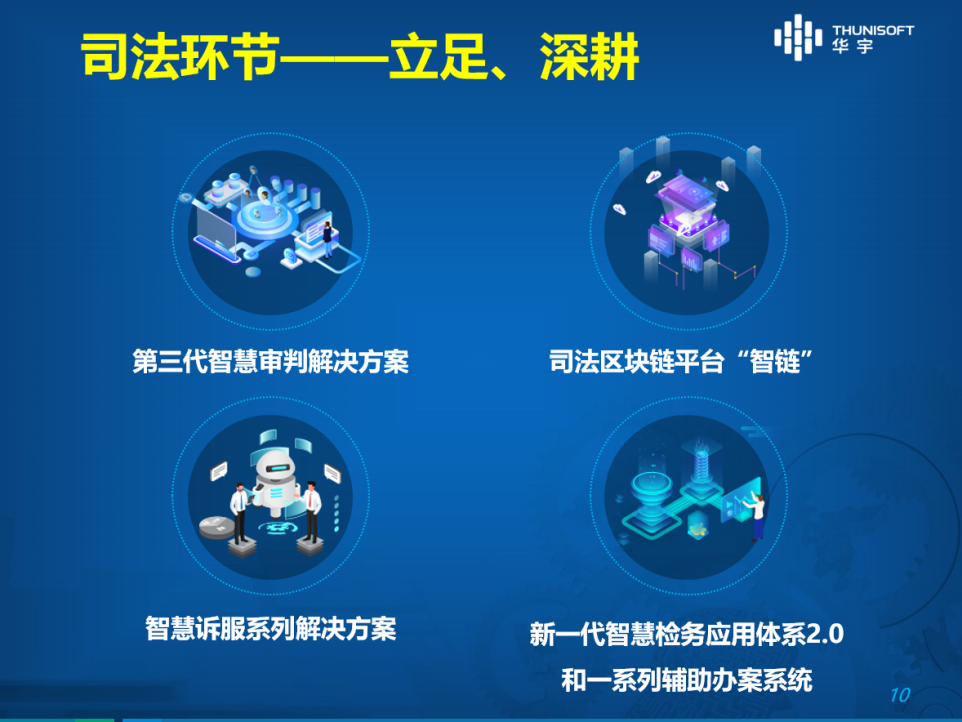 司法环节——立足、深耕
THUNISOFT
华宇
第三代智慧审判解决方案
司法区块链平台“智链”
智慧诉服系列解决方案
新一代智慧检务应用体系2.0
和一系列辅助办案系统
10